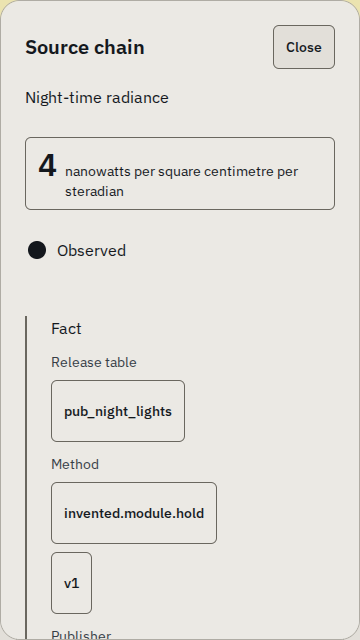 Source chain
Close
Night-time radiance
4 nanowatts per square centimetre per
steradian
Observed
Fact
Release table
pub_night_lights
Method
invented.module.hold
v1
Publisher